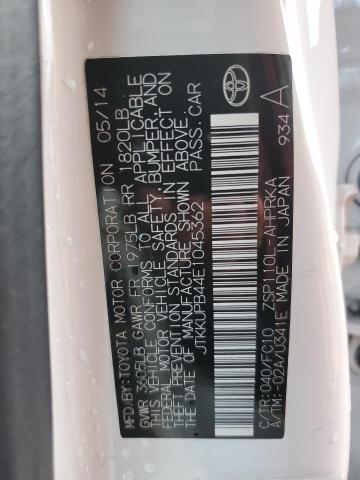 MFD.BY:TOYOTA MOTOR CORPORATION 05/14
GVWR 3605LB GAWR FR 1975LB RR 1820LB
THIS VEHICLE CONFORMS TO ALL APPLICABLE
FEDERAL MOTOR VEHICLE SAFETY, BUMPER, AND
THEFT PREVENTION STANDARDS IN EFFECT ON
THE DATE OF MANUFACTURE SHOWN ABOVE.
JTKKUPB44E1045362 PASS.CAR
C/TR:040/FC10 ZSP110L-AHPRKA
A/TM:-02A/U341E MADE IN JAPAN 934 A
TOYOTA